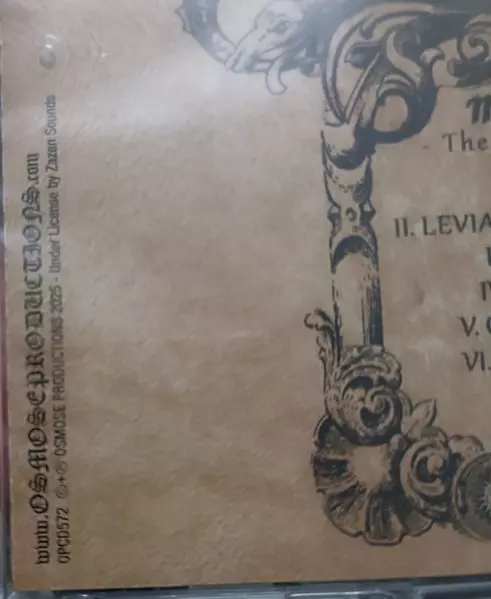 www.OSMOSEPRODUCTIONS.com
OPCD572 ©+℗ OSMOSE PRODUCTIONS 2025 - Under License by Zazen Sounds
The
II. LEVIA
V.
VI.